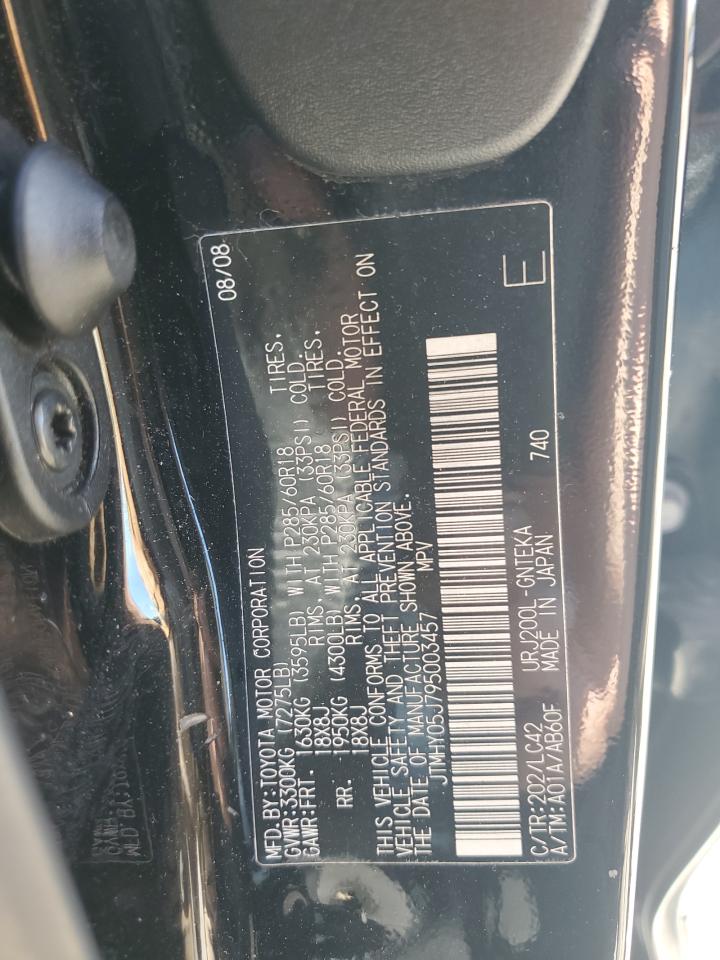 MFD.BY:TOYOTA MOTOR CORPORATION 08/08
GVWR:3300KG (7275LB)
GAWR:FRT. 1630KG (3595LB) WITH P285/60R18 TIRES.
18X8J RIMS, AT 230KPA (33PSI) COLD.
RR. 1950KG (4300LB) WITH P285/60R18 TIRES.
18X8J RIMS, AT 230KPA (33PSI) COLD.
THIS VEHICLE CONFORMS TO ALL APPLICABLE FEDERAL MOTOR
VEHICLE SAFETY AND THEFT PREVENTION STANDARDS IN EFFECT ON
THE DATE OF MANUFACTURE SHOWN ABOVE.
JTMHY05J795003457 MPV
C/TR:202/LC42 URJ200L-GNTEKA 740 E
A/TM:A01A/AB60F MADE IN JAPAN